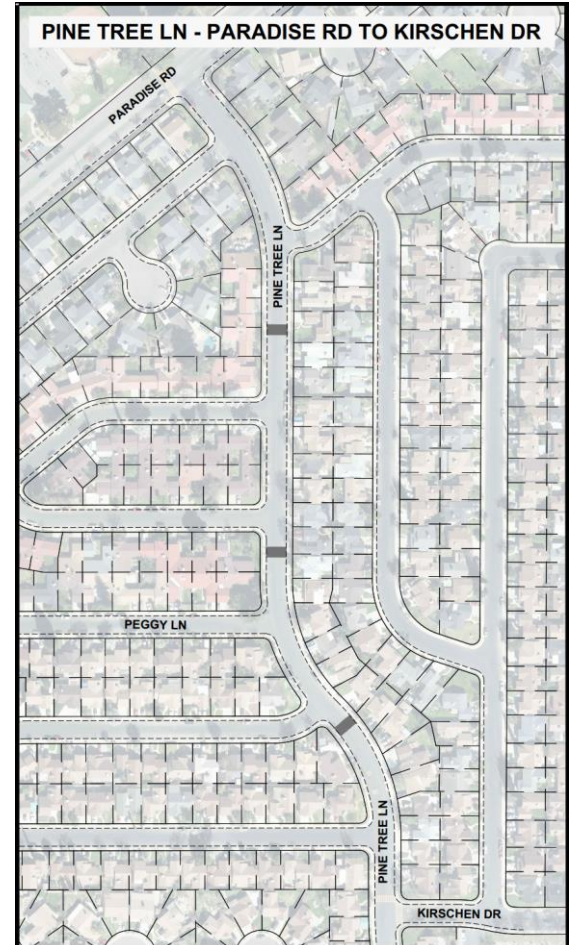 PINE TREE LN - PARADISE RD TO KIRSCHEN DR
PARADISE RD
PINE TREE LN
PEGGY LN
PINE TREE LN
KIRSCHEN DR